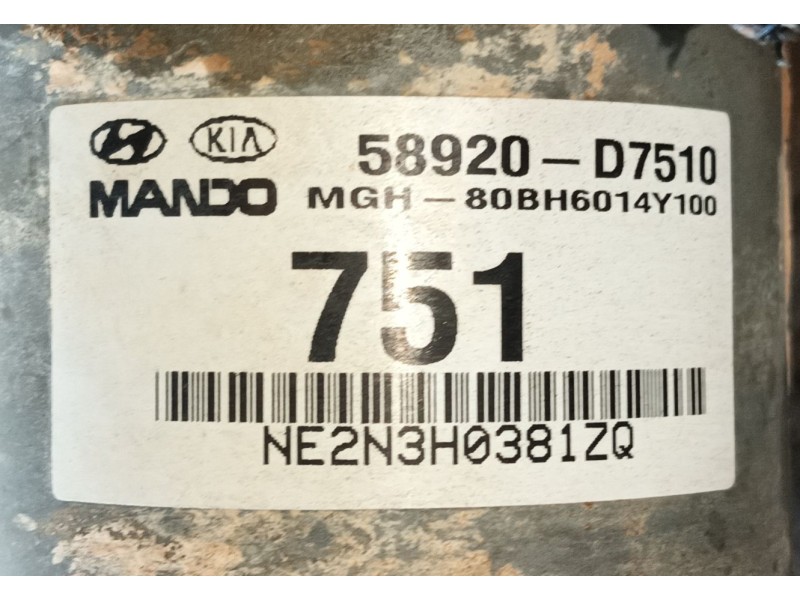 KIA 58920-D7510
MANDO MGH-80BH6014Y100
751
NE2N3H0381ZQ